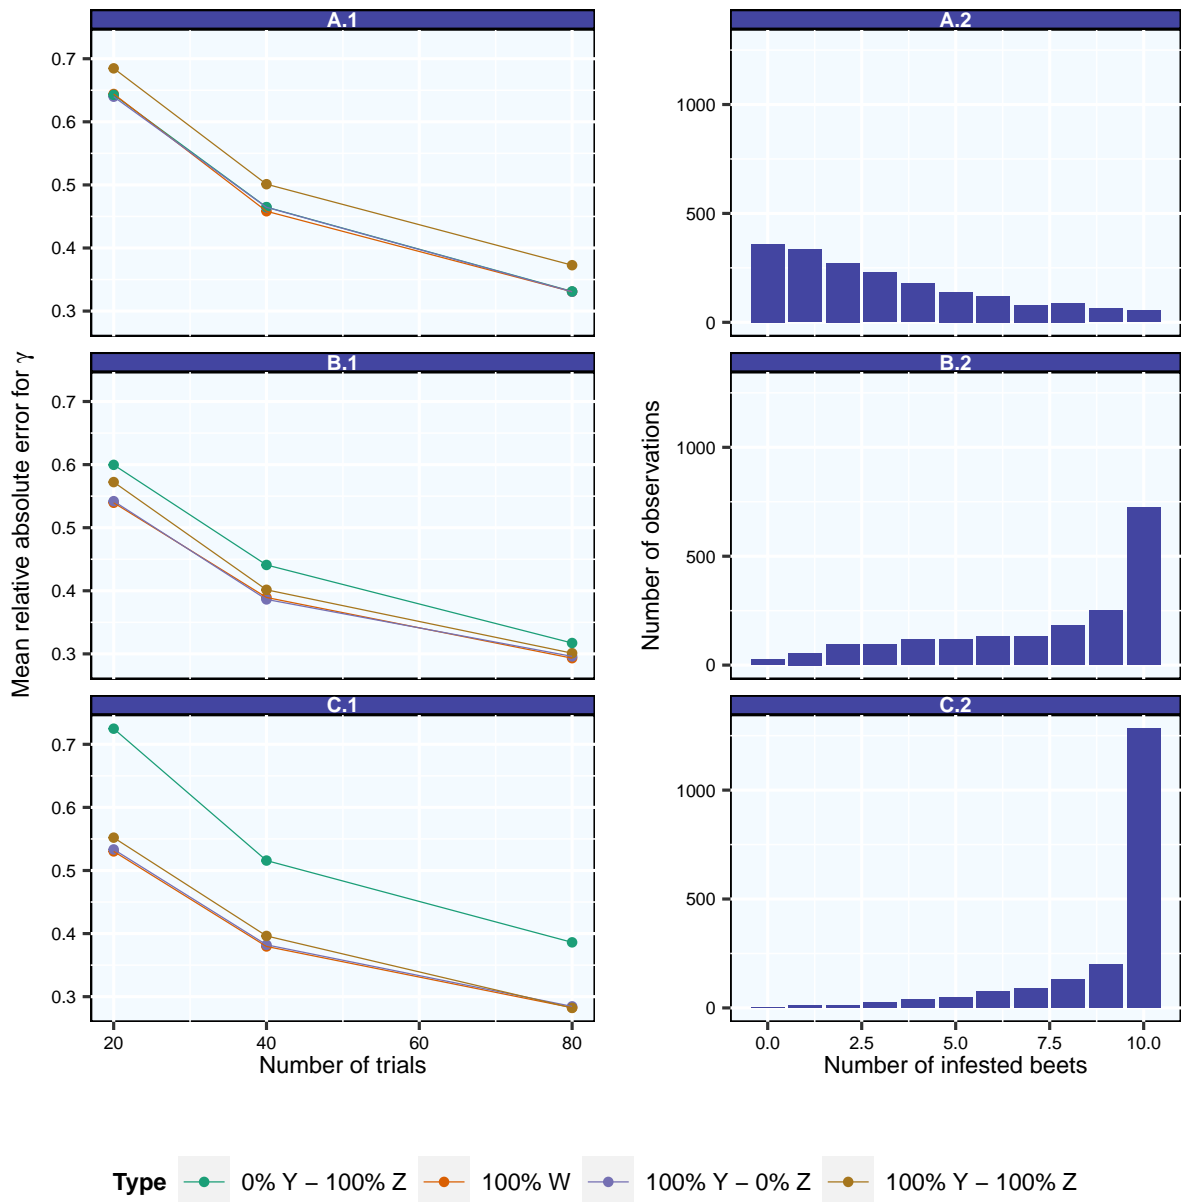 A.1
0.7
0.6
0.5
0.4
0.3
B.1
0.7
0.6
0.5
0.4
0.3
C.1
0.7
0.6
0.5
0.4
0.3
20 40 60 80
Number of trials
Mean relative absolute error for γ
A.2
1000
500
0
B.2
1000
500
0
C.2
1000
500
0
0.0 2.5 5.0 7.5 10.0
Number of infested beets
Number of observations
Type 0% Y − 100% Z 100% W 100% Y − 0% Z 100% Y − 100% Z